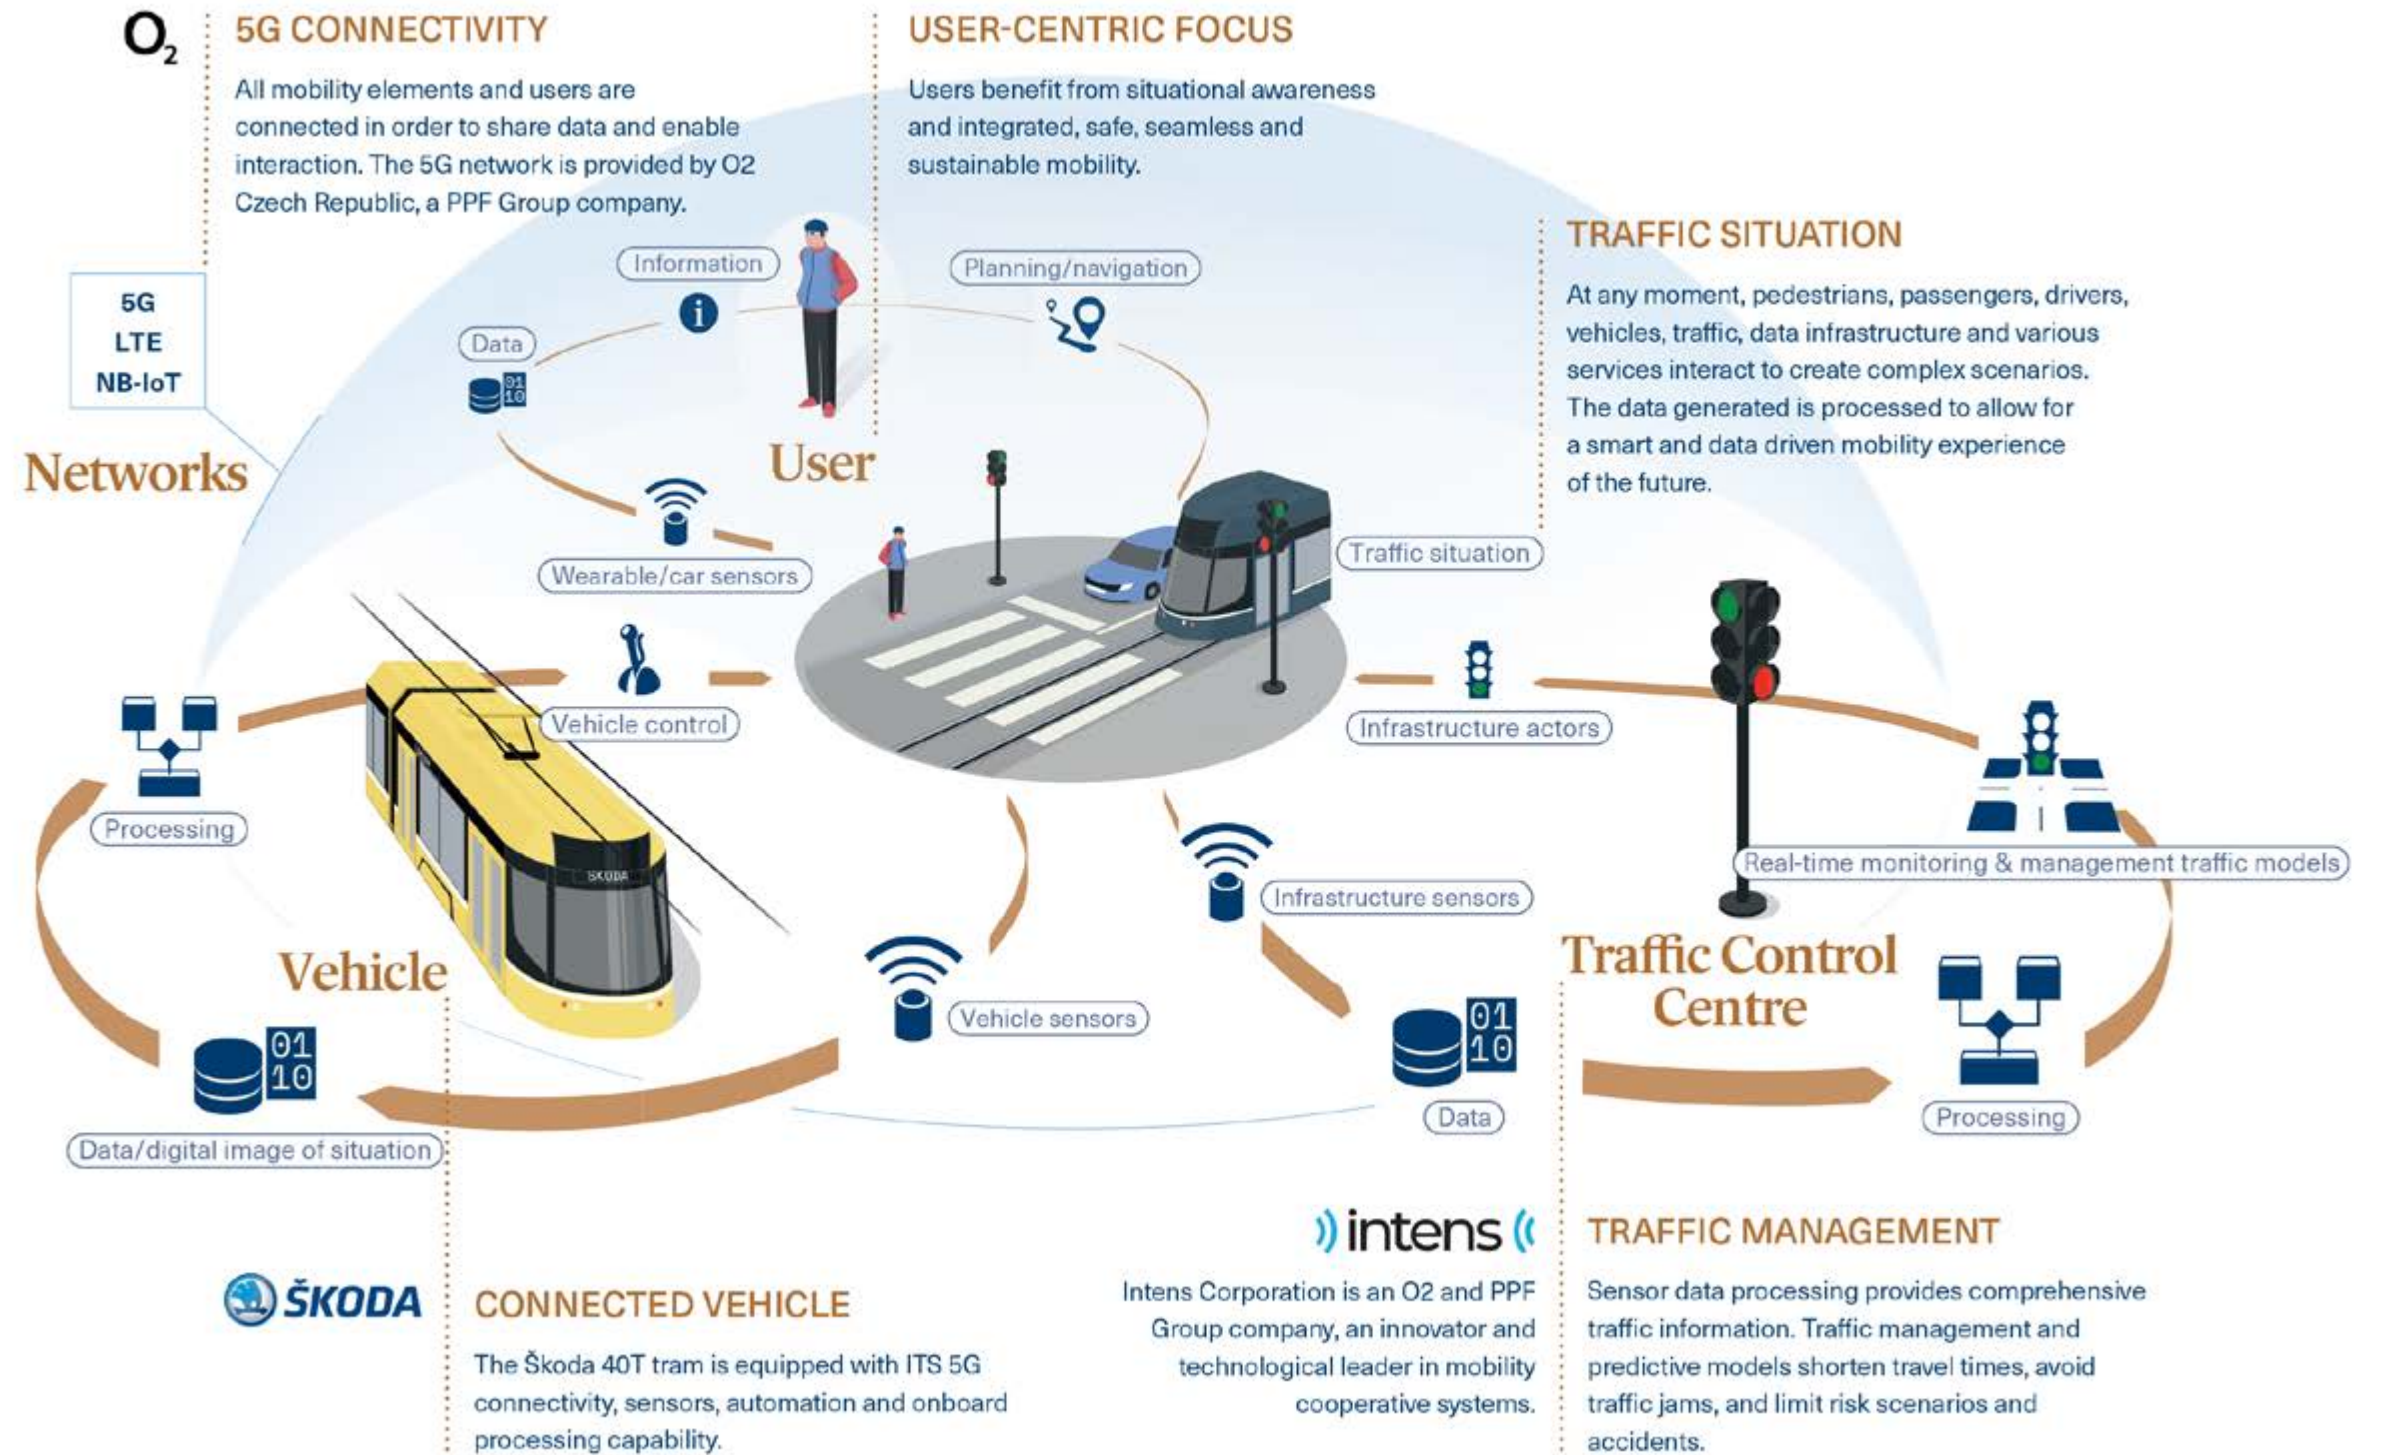 O2
5G CONNECTIVITY
All mobility elements and users are
connected in order to share data and enable
interaction. The 5G network is provided by O2
Czech Republic, a PPF Group company.
USER-CENTRIC FOCUS
Users benefit from situational awareness
and integrated, safe, seamless and
sustainable mobility.
TRAFFIC SITUATION
At any moment, pedestrians, passengers, drivers,
vehicles, traffic, data infrastructure and various
services interact to create complex scenarios.
The data generated is processed to allow for
a smart and data driven mobility experience
of the future.
5G
LTE
NB-IoT
Networks
Information
i
Planning/navigation
Data
01
10
User
Wearable/car sensors
Traffic situation
Vehicle control
Infrastructure actors
Processing
Real-time monitoring & management traffic models
ŠKODA
Infrastructure sensors
Vehicle
Vehicle sensors
Traffic Control
Centre
01
10
Data/digital image of situation
01
10
Data
Processing
ŠKODA
CONNECTED VEHICLE
The Škoda 40T tram is equipped with ITS 5G
connectivity, sensors, automation and onboard
processing capability.
intens
Intens Corporation is an O2 and PPF
Group company, an innovator and
technological leader in mobility
cooperative systems.
TRAFFIC MANAGEMENT
Sensor data processing provides comprehensive
traffic information. Traffic management and
predictive models shorten travel times, avoid
traffic jams, and limit risk scenarios and
accidents.